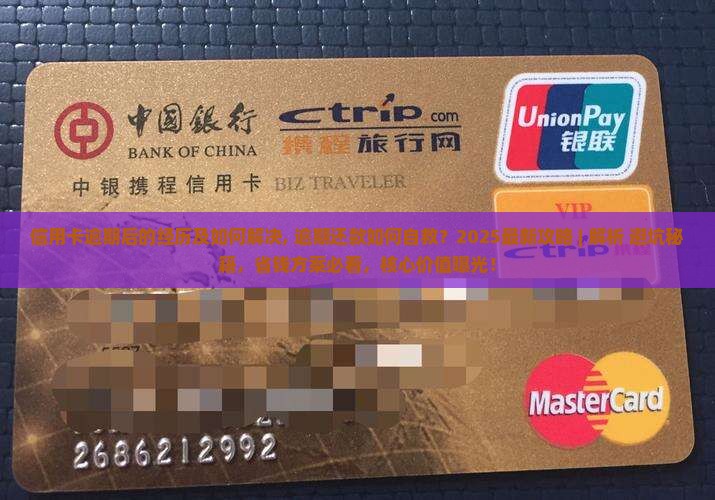 中國銀行
BANK OF CHINA
ctrip.com
携程旅行网
UnionPay
银联
中银携程信用卡 BIZ TRAVELER
VIP
信用卡逾期后的经历及如何解决, 逾期还款如何自救？2025最新攻略 | 解析 避坑秘
籍，省钱方案必看，核心价值曝光！
ctrip
MasterCard
2686212992